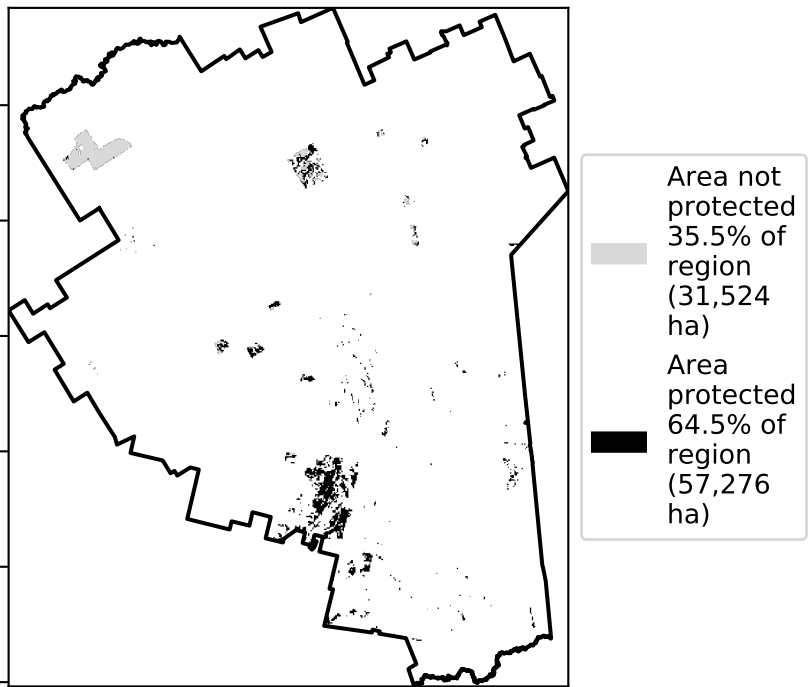 Area not
protected
35.5% of
region
(31,524
ha)
Area
protected
64.5% of
region
(57,276
ha)